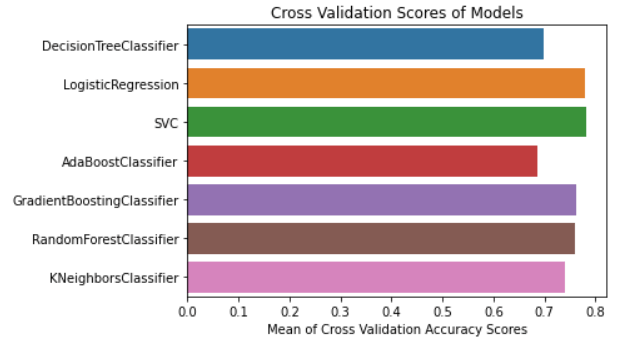 Cross Validation Scores of Models
DecisionTreeClassifier
LogisticRegression
SVC
AdaBoostClassifier
GradientBoostingClassifier
RandomForestClassifier
KNeighborsClassifier
0.0 0.1 0.2 0.3 0.4 0.5 0.6 0.7 0.8
Mean of Cross Validation Accuracy Scores